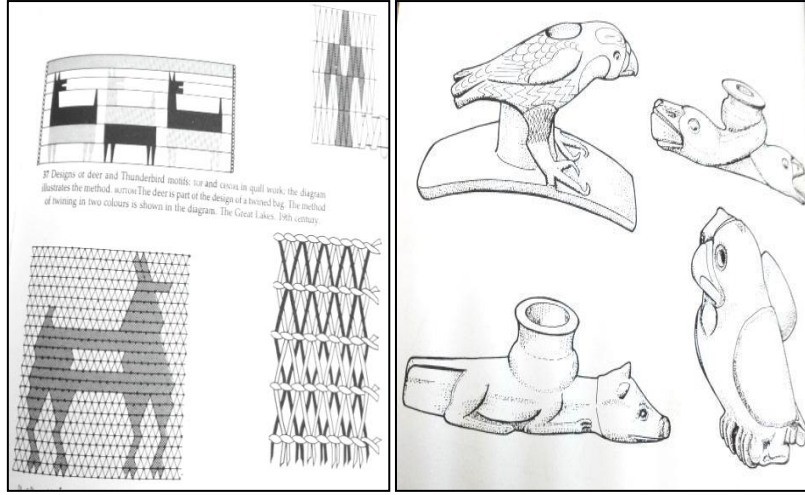 37 Designs of deer and Thunderbird motifs: TOP and CENTRE in quill work; the diagram
illustrates the method. BOTTOM The deer is part of the design of a twined bag. The method
of twining in two colours is shown in the diagram. The Great Lakes. 19th century.